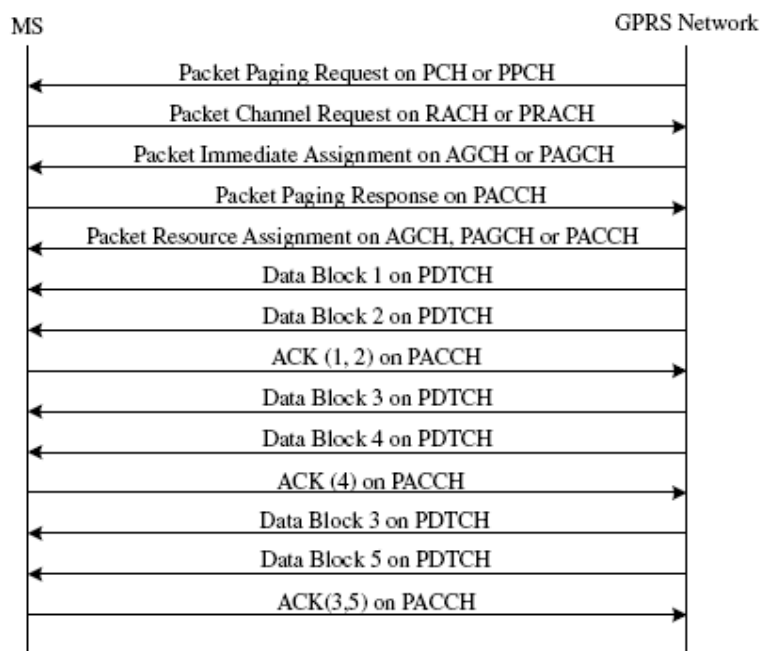 MS
GPRS Network
Packet Paging Request on PCH or PPCH
Packet Channel Request on RACH or PRACH
Packet Immediate Assignment on AGCH or PAGCH
Packet Paging Response on PACCH
Packet Resource Assignment on AGCH, PAGCH or PACCH
Data Block 1 on PDTCH
Data Block 2 on PDTCH
ACK (1, 2) on PACCH
Data Block 3 on PDTCH
Data Block 4 on PDTCH
ACK (4) on PACCH
Data Block 3 on PDTCH
Data Block 5 on PDTCH
ACK(3,5) on PACCH